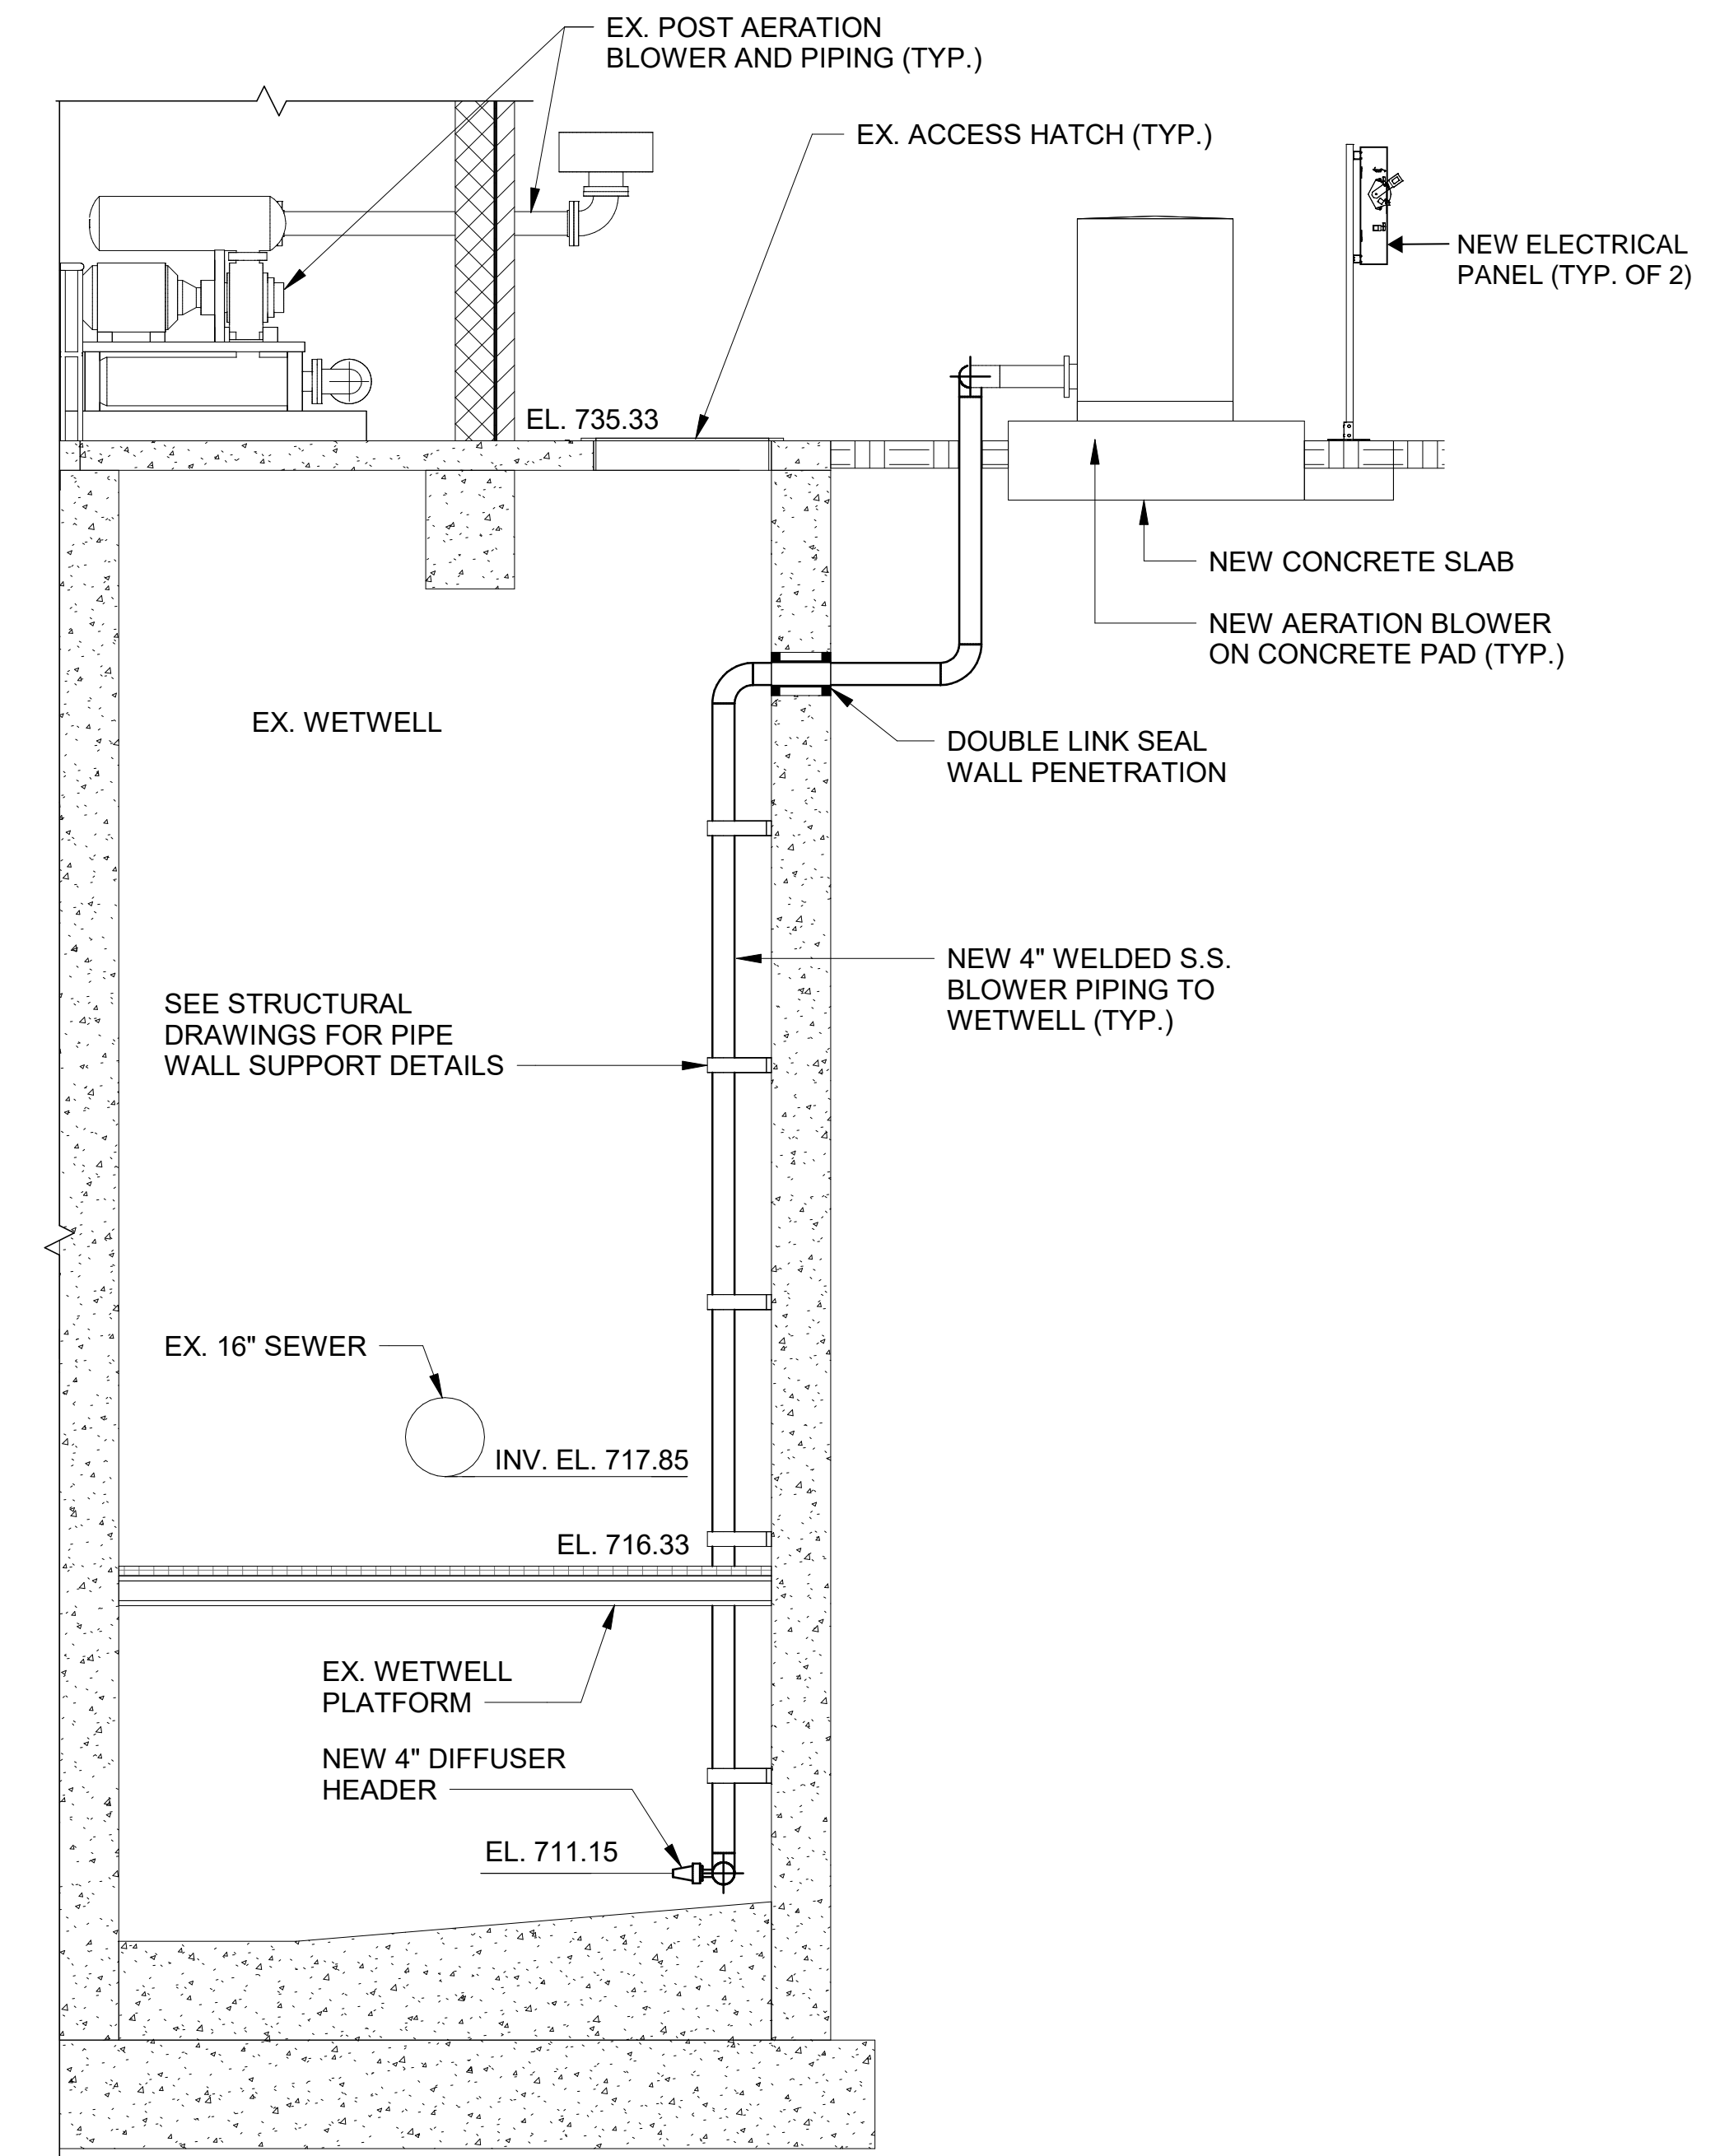 EX. POST AERATION
BLOWER AND PIPING (TYP.)
EX. ACCESS HATCH (TYP.)
NEW ELECTRICAL
PANEL (TYP. OF 2)
EL. 735.33
NEW CONCRETE SLAB
NEW AERATION BLOWER
ON CONCRETE PAD (TYP.)
EX. WETWELL
DOUBLE LINK SEAL
WALL PENETRATION
NEW 4" WELDED S.S.
BLOWER PIPING TO
WETWELL (TYP.)
SEE STRUCTURAL
DRAWINGS FOR PIPE
WALL SUPPORT DETAILS
EX. 16" SEWER
INV. EL. 717.85
EL. 716.33
EX. WETWELL
PLATFORM
NEW 4" DIFFUSER
HEADER
EL. 711.15